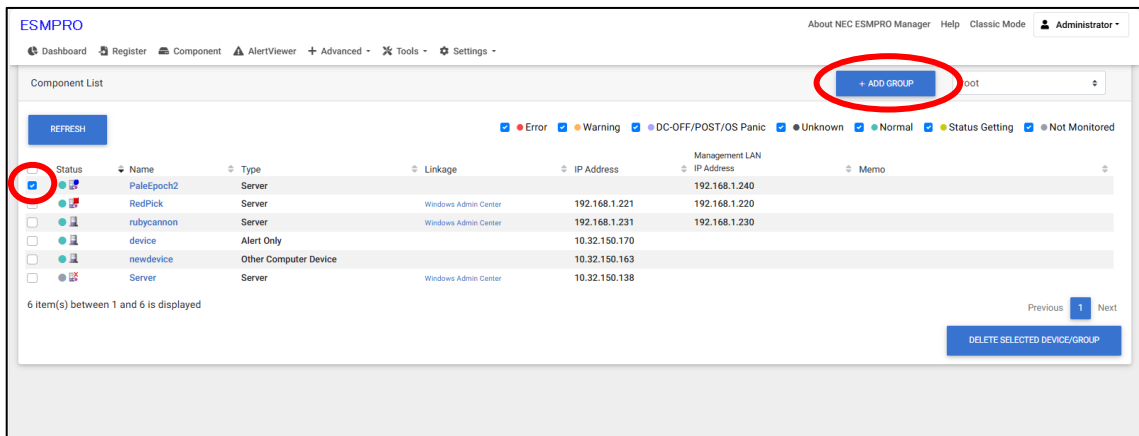 ESMPRO
About NEC ESMPRO Manager Help Classic Mode Administrator
Dashboard Register Component AlertViewer Advanced Tools Settings
Component List
+ ADD GROUP
REFRESH
Error Warning DC-OFF/POST/OS Panic Unknown Normal Status Getting Not Monitored
Status Name Type Linkage IP Address Management LAN IP Address Memo
PaleEpoch2 Server 192.168.1.240
RedPick Server Windows Admin Center 192.168.1.221 192.168.1.220
rubycannon Server Windows Admin Center 192.168.1.231 192.168.1.230
device Alert Only 10.32.150.170
newdevice Other Computer Device 10.32.150.163
Server Server Windows Admin Center 10.32.150.138
6 item(s) between 1 and 6 is displayed
Previous 1 Next
DELETE SELECTED DEVICE/GROUP